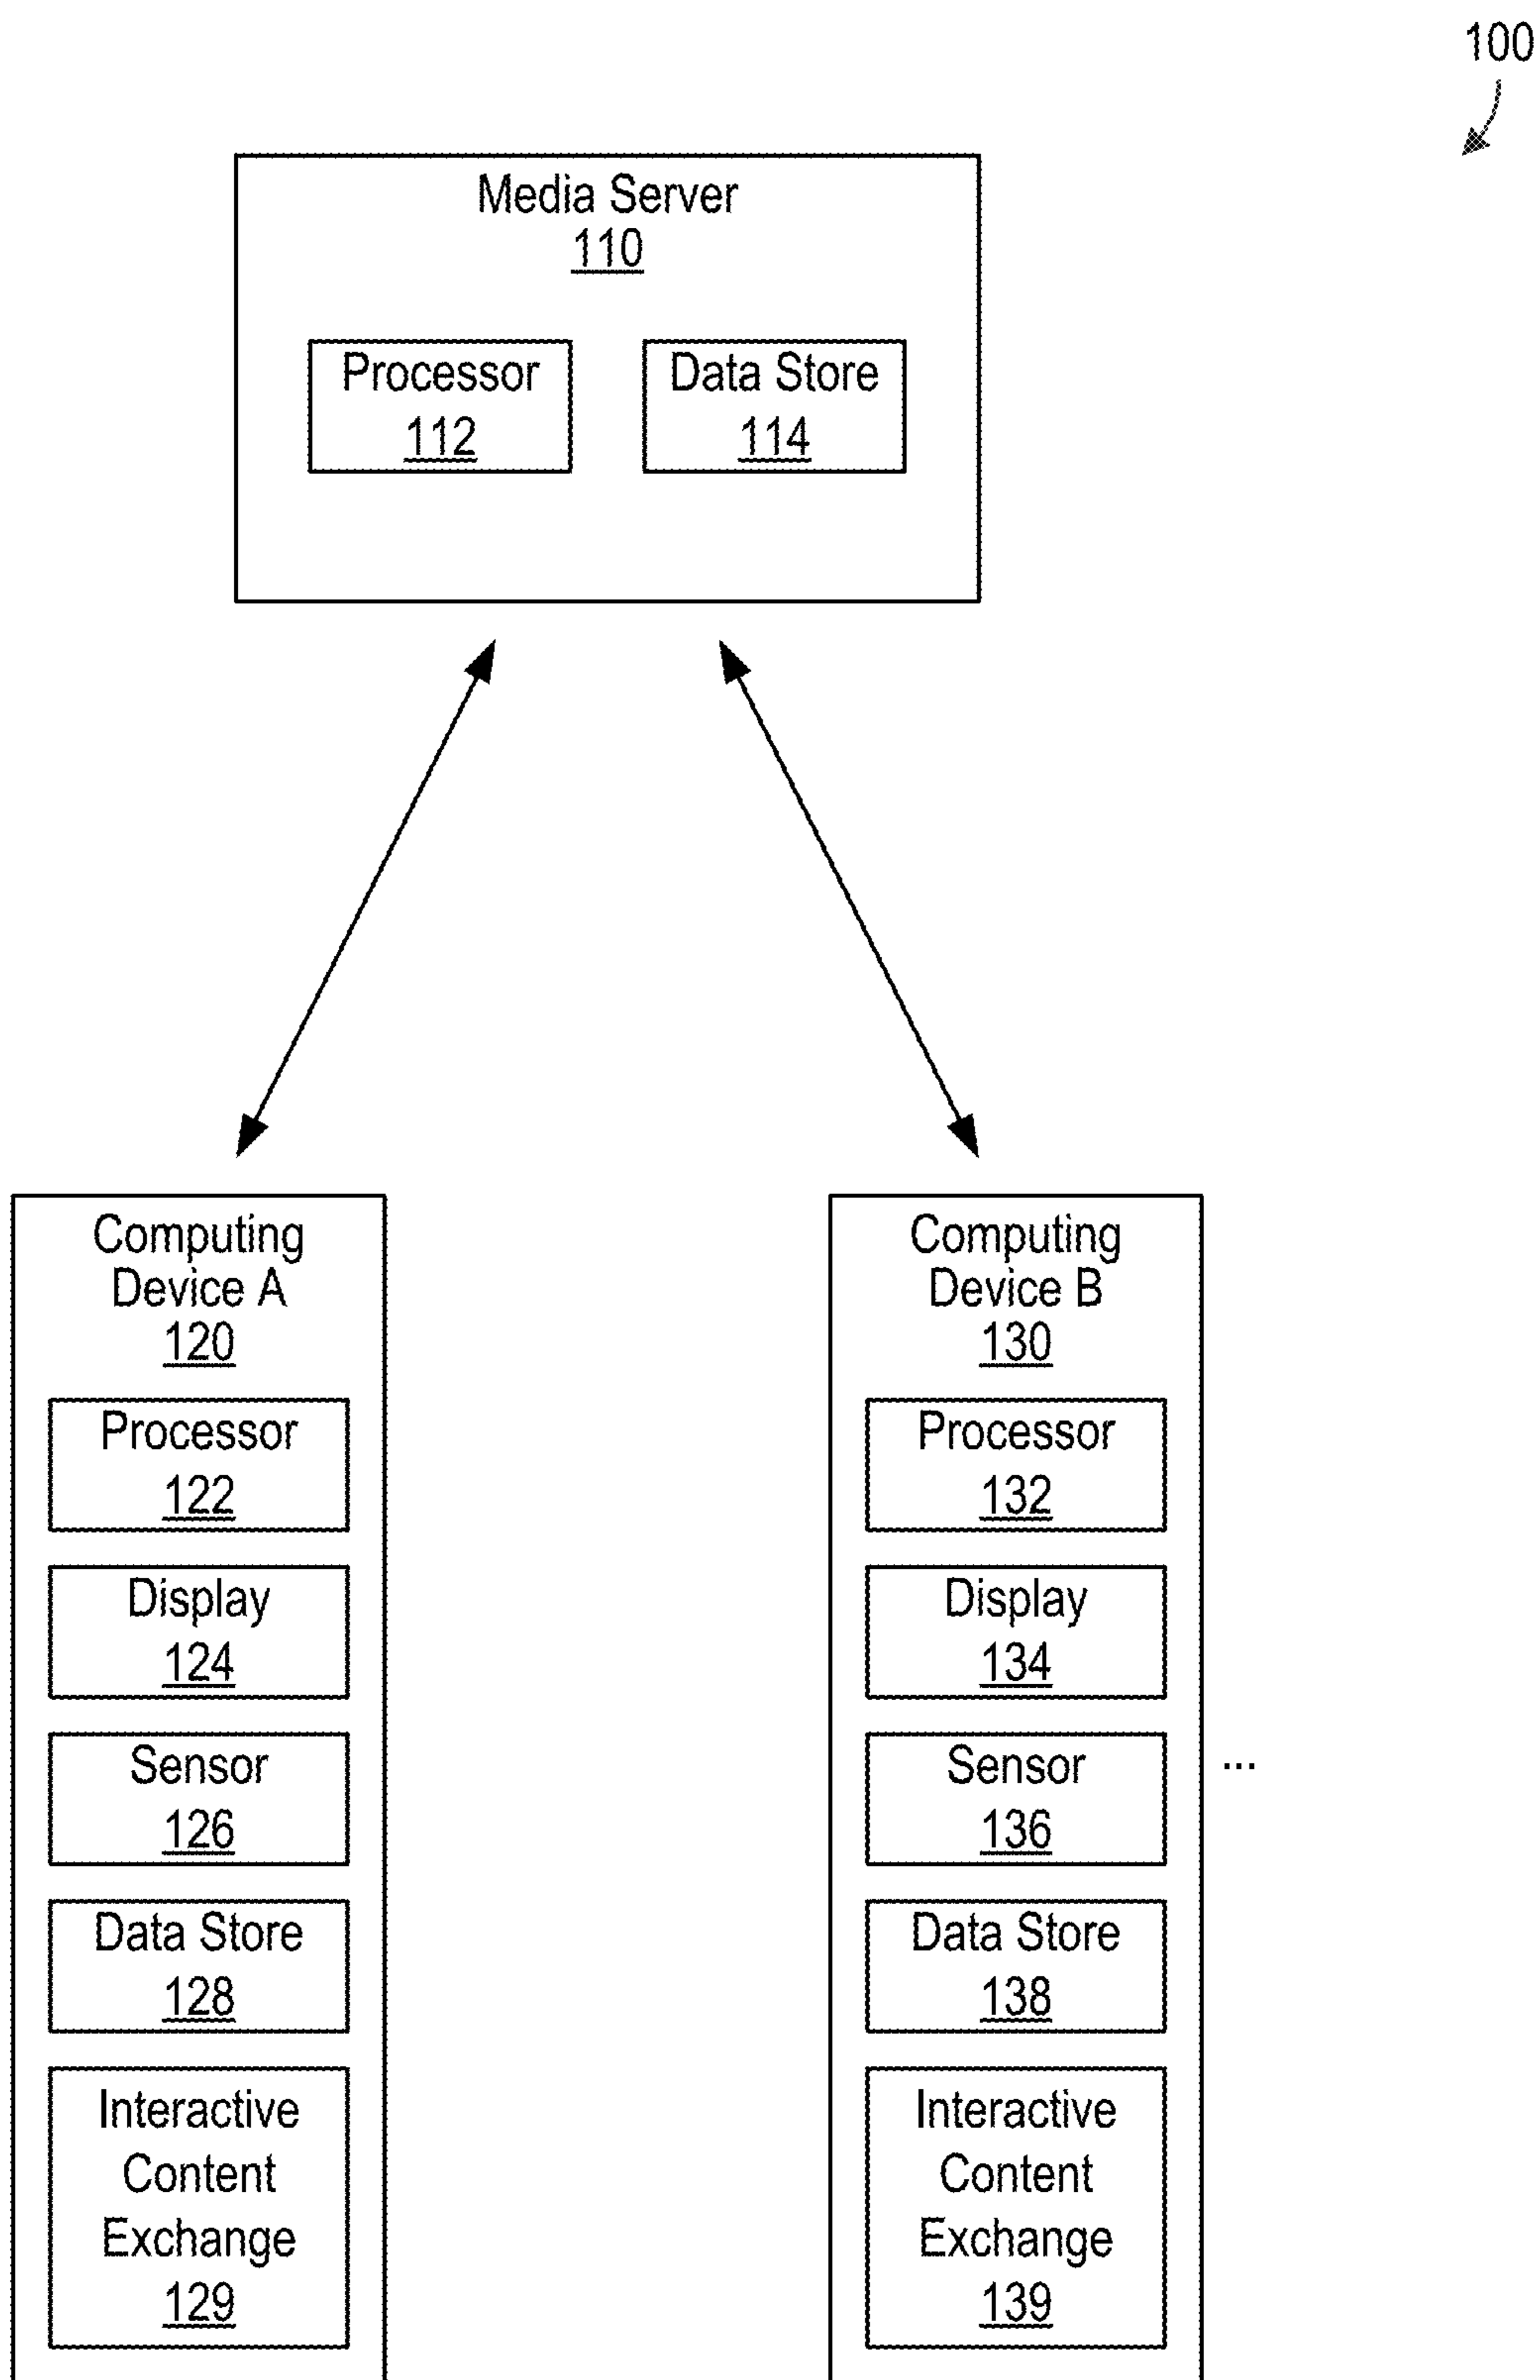 100
Media Server
110
Processor
112
Data Store
114
Computing
Device A
120
Processor
122
Display
124
Sensor
126
Data Store
128
Interactive
Content
Exchange
129
Computing
Device B
130
Processor
132
Display
134
Sensor
136
Data Store
138
Interactive
Content
Exchange
139
...